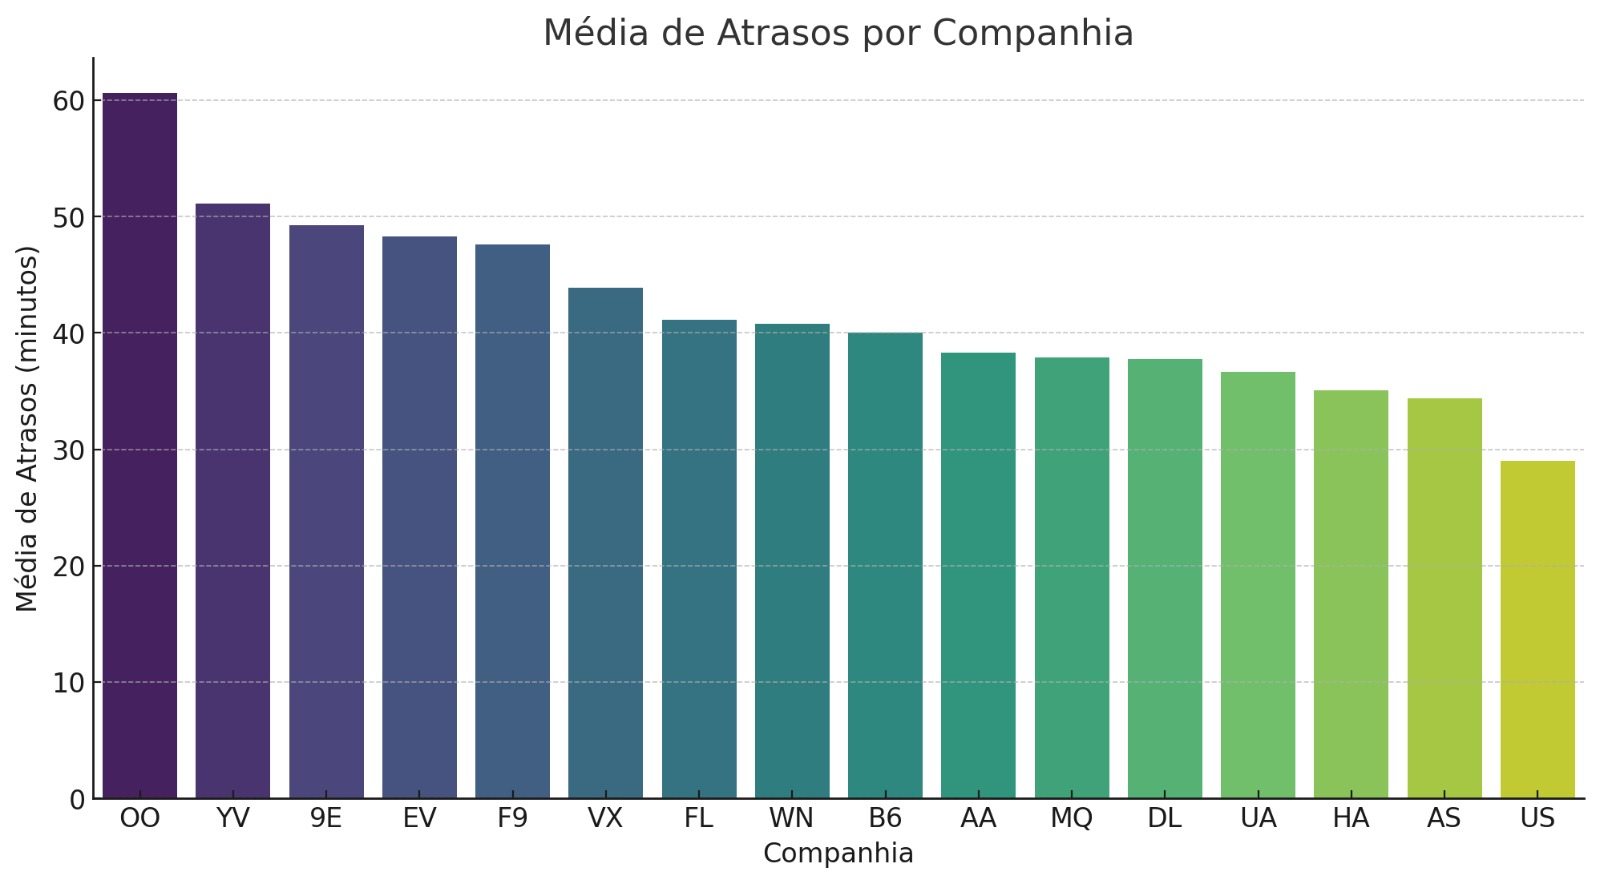 Média de Atrasos por Companhia
Média de Atrasos (minutos)
60
50
40
30
20
10
0
OO YV 9E EV F9 VX FL WN B6 AA MQ DL UA HA AS US
Companhia